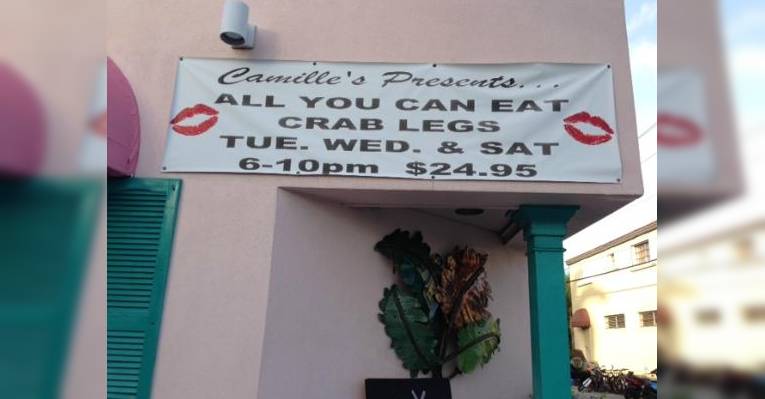 Camille's Presents...
ALL YOU CAN EAT
CRAB LEGS
TUE. WED. & SAT
6-10pm $24.95